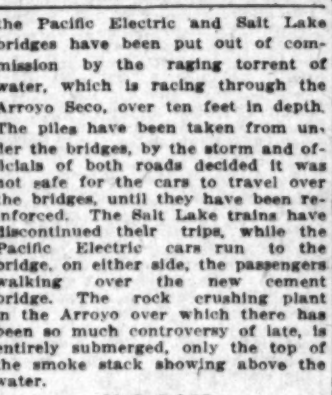 the Pacific Electric and Salt Lake
bridges have been put out of com-
mission by the raging torrent of
water, which is racing through the
Arroyo Seco, over ten feet in depth.
The piles have been taken from un-
der the bridges, by the storm and of-
ficials of both roads decided it was
not safe for the cars to travel over
the bridges, until they have been re-
inforced. The Salt Lake trains have
discontinued their trips, while the
Pacific Electric cars run to the
bridge, on either side, the passengers
walking over the new cement
bridge. The rock crushing plant
in the Arroyo over which there has
been so much controversy of late, is
entirely submerged, only the top of
the smoke stack showing above the
water.